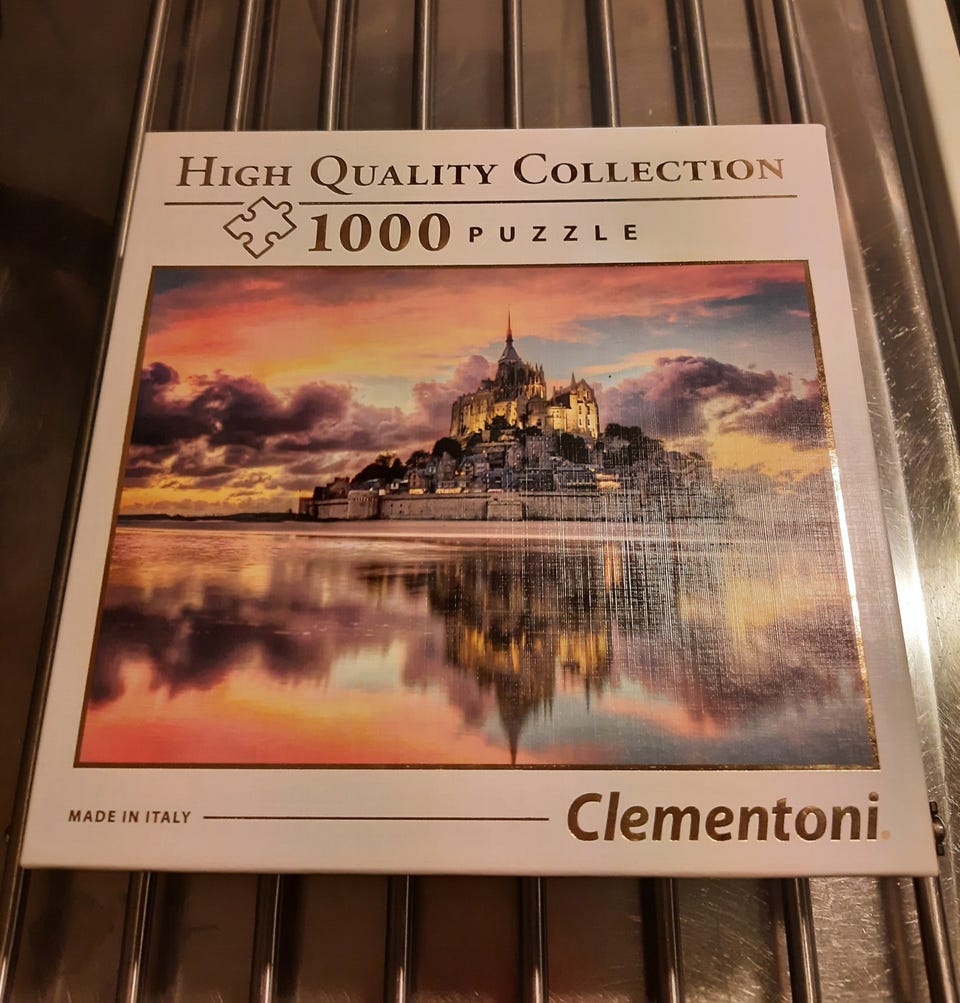 High Quality Collection
1000 PUZZLE
MADE IN ITALY
Clementoni